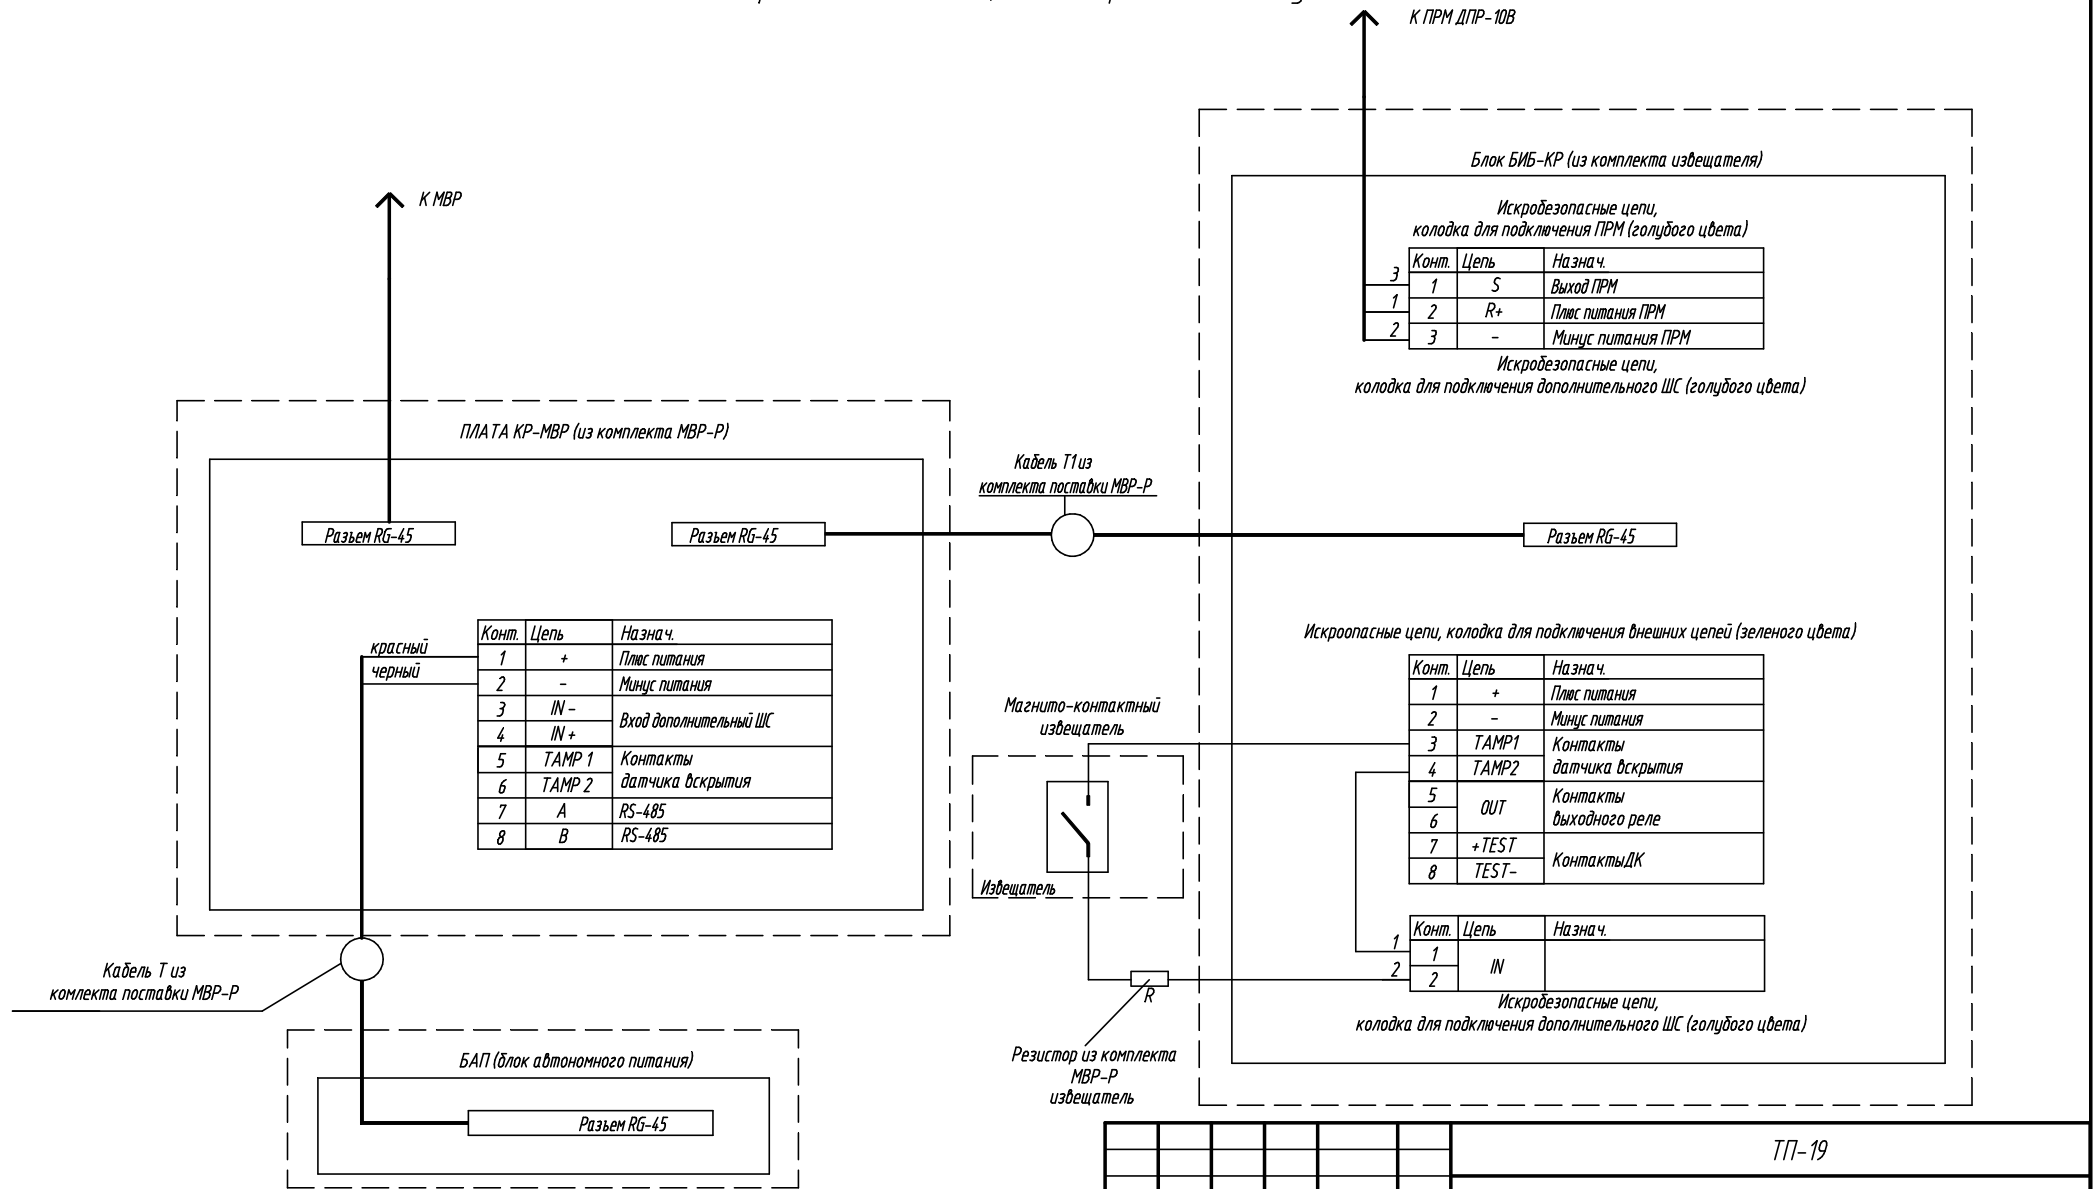 К ПРМ ДПР-10В
К МВР
Блок БИБ-КР (из комплекта извещателя)
Искробезопасные цепи,
колодка для подключения ПРМ (голубого цвета)
Конт. Цепь Назнач.
3
1 S Выход ПРМ
1
2 R+ Плюс питания ПРМ
2
3 - Минус питания ПРМ
Искробезопасные цепи,
колодка для подключения дополнительного ШС (голубого цвета)
ПЛАТА КР-МВР (из комплекта МВР-Р)
Разъем RG-45
Разъем RG-45
Кабель Т1 из
комплекта поставки МВР-Р
Разъем RG-45
красный
черный
Конт. Цепь Назнач.
1 + Плюс питания
2 - Минус питания
3 IN -
Вход дополнительный ШС
4 IN +
5 TAMP 1 Контакты
6 TAMP 2 датчика вскрытия
7 A RS-485
8 B RS-485
Искроопасные цепи, колодка для подключения внешних цепей (зеленого цвета)
Конт. Цепь Назнач.
1 + Плюс питания
2 - Минус питания
3 TAMP1 Контакты
4 TAMP2 датчика вскрытия
5 OUT Контакты
6 выходного реле
7 +TEST КонтактыДК
8 TEST-
Магнито-контактный
извещатель
Извещатель
Конт. Цепь Назнач.
1
1 IN
2
2
Искробезопасные цепи,
колодка для подключения дополнительного ШС (голубого цвета)
R
Резистор из комплекта
МВР-Р
извещатель
Кабель Т из
комлекта поставки МВР-Р
БАП (блок автономного питания)
Разъем RG-45
ТП-19